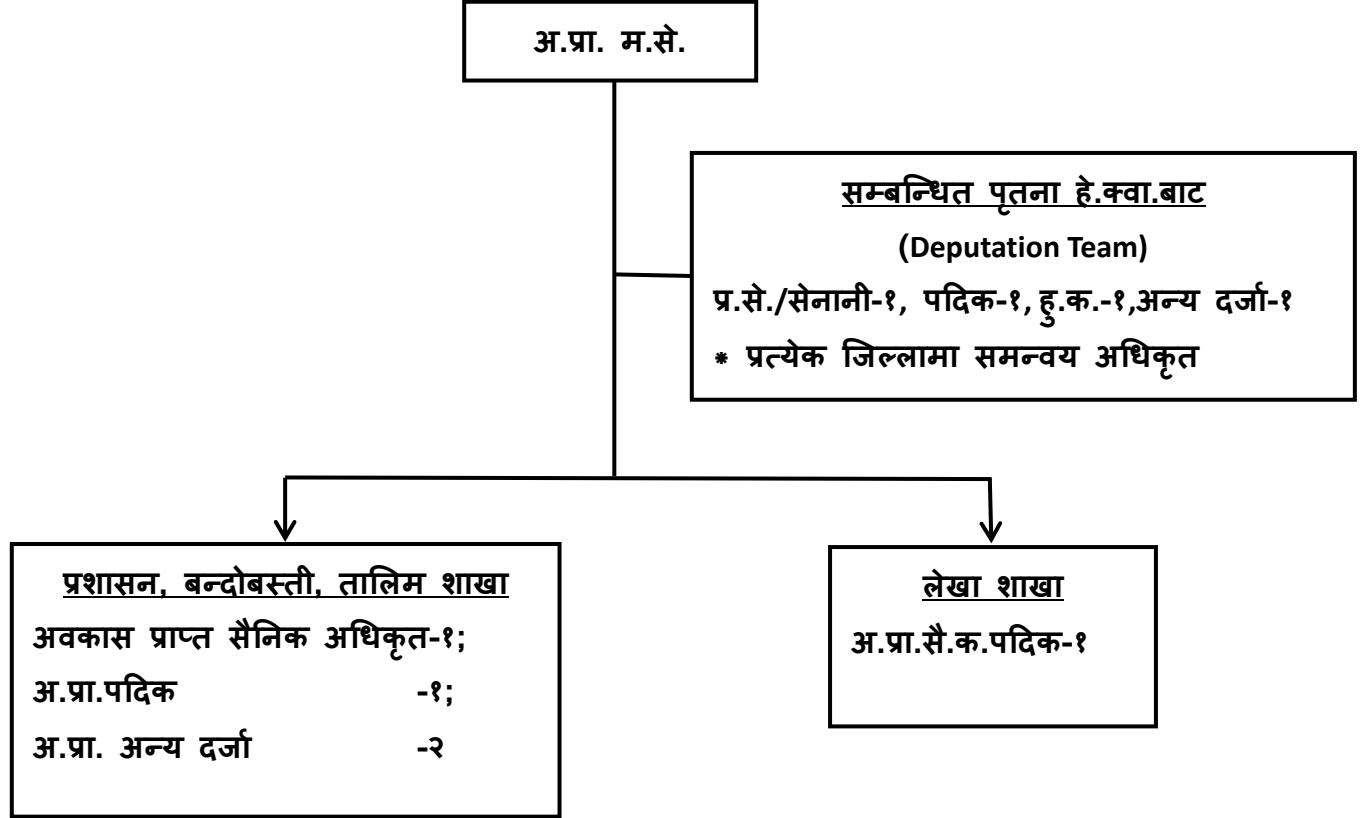 अ.प्रा. म.से.
सम्बन्धित पृतना हे.क्वा.बाट
(Deputation Team)
प्र.से./सेनानी-१, पदिक-१, हु.क.-१,अन्य दर्जा-१
* प्रत्येक जिल्लामा समन्वय अधिकृत
प्रशासन, बन्दोबस्ती, तालिम शाखा
अवकास प्राप्त सैनिक अधिकृत-१;
अ.प्रा.पदिक -१;
अ.प्रा. अन्य दर्जा -२
लेखा शाखा
अ.प्रा.सै.क.पदिक-१